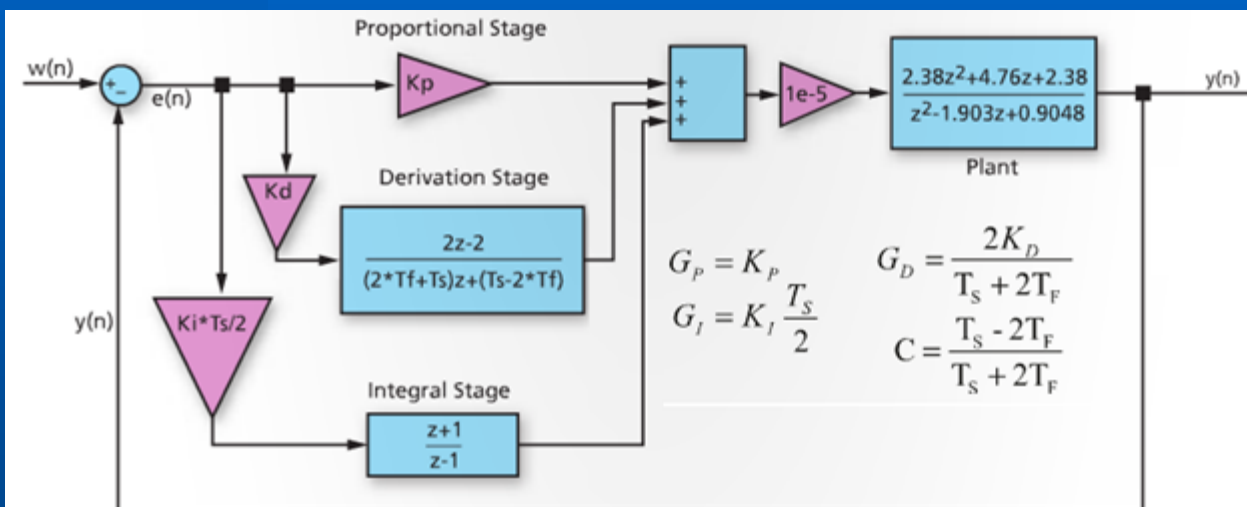 Proportional Stage
w(n)
+
-
e(n)
Kp
+
+
+
1e-5
2.38z²+4.76z+2.38
z²-1.903z+0.9048
y(n)
Plant
Kd
Derivation Stage
2z-2
(2*Tf+Ts)z+(Ts-2*Tf)
G_P = K_P
G_I = K_I T_S / 2
G_D = 2K_D / T_S + 2T_F
C = T_S - 2T_F / T_S + 2T_F
y(n)
Ki*Ts/2
Integral Stage
z+1
z-1